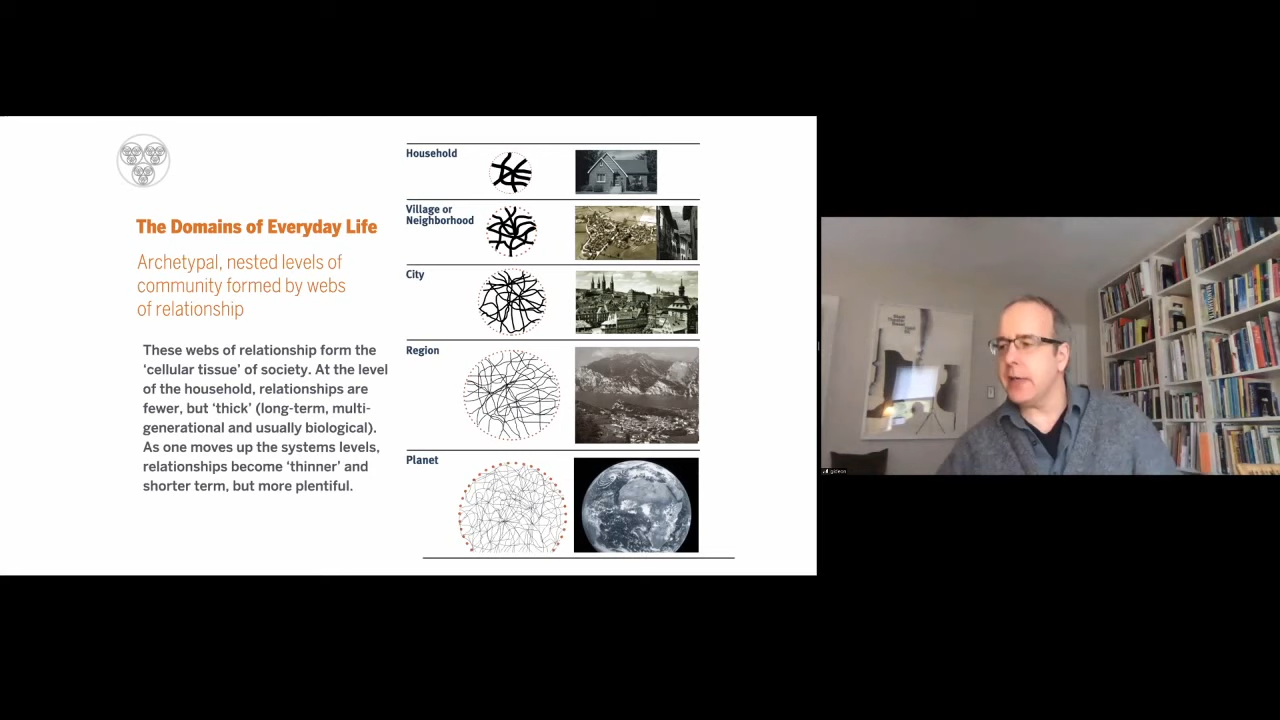 The Domains of Everyday Life
Archetypal, nested levels of
community formed by webs
of relationship
These webs of relationship form the
‘cellular tissue’ of society. At the level
of the household, relationships are
fewer, but ‘thick’ (long-term, multi-
generational and usually biological).
As one moves up the systems levels,
relationships become ‘thinner’ and
shorter term, but more plentiful.
Household
Village or
Neighborhood
City
Region
Planet
gideon